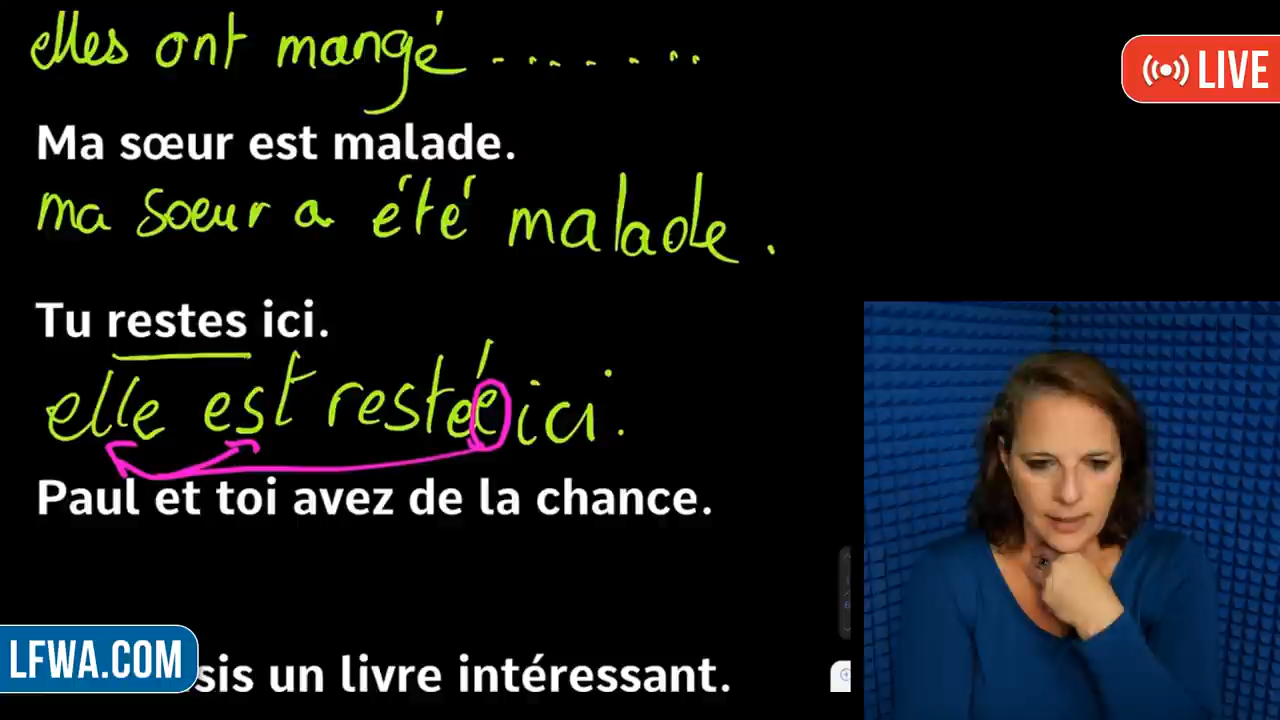 elles ont mangé .......
LIVE
Ma sœur est malade.
ma soeur a été malade.
Tu restes ici.
elle est restée ici.
Paul et toi avez de la chance.
LFWA.COM
sis un livre intéressant.